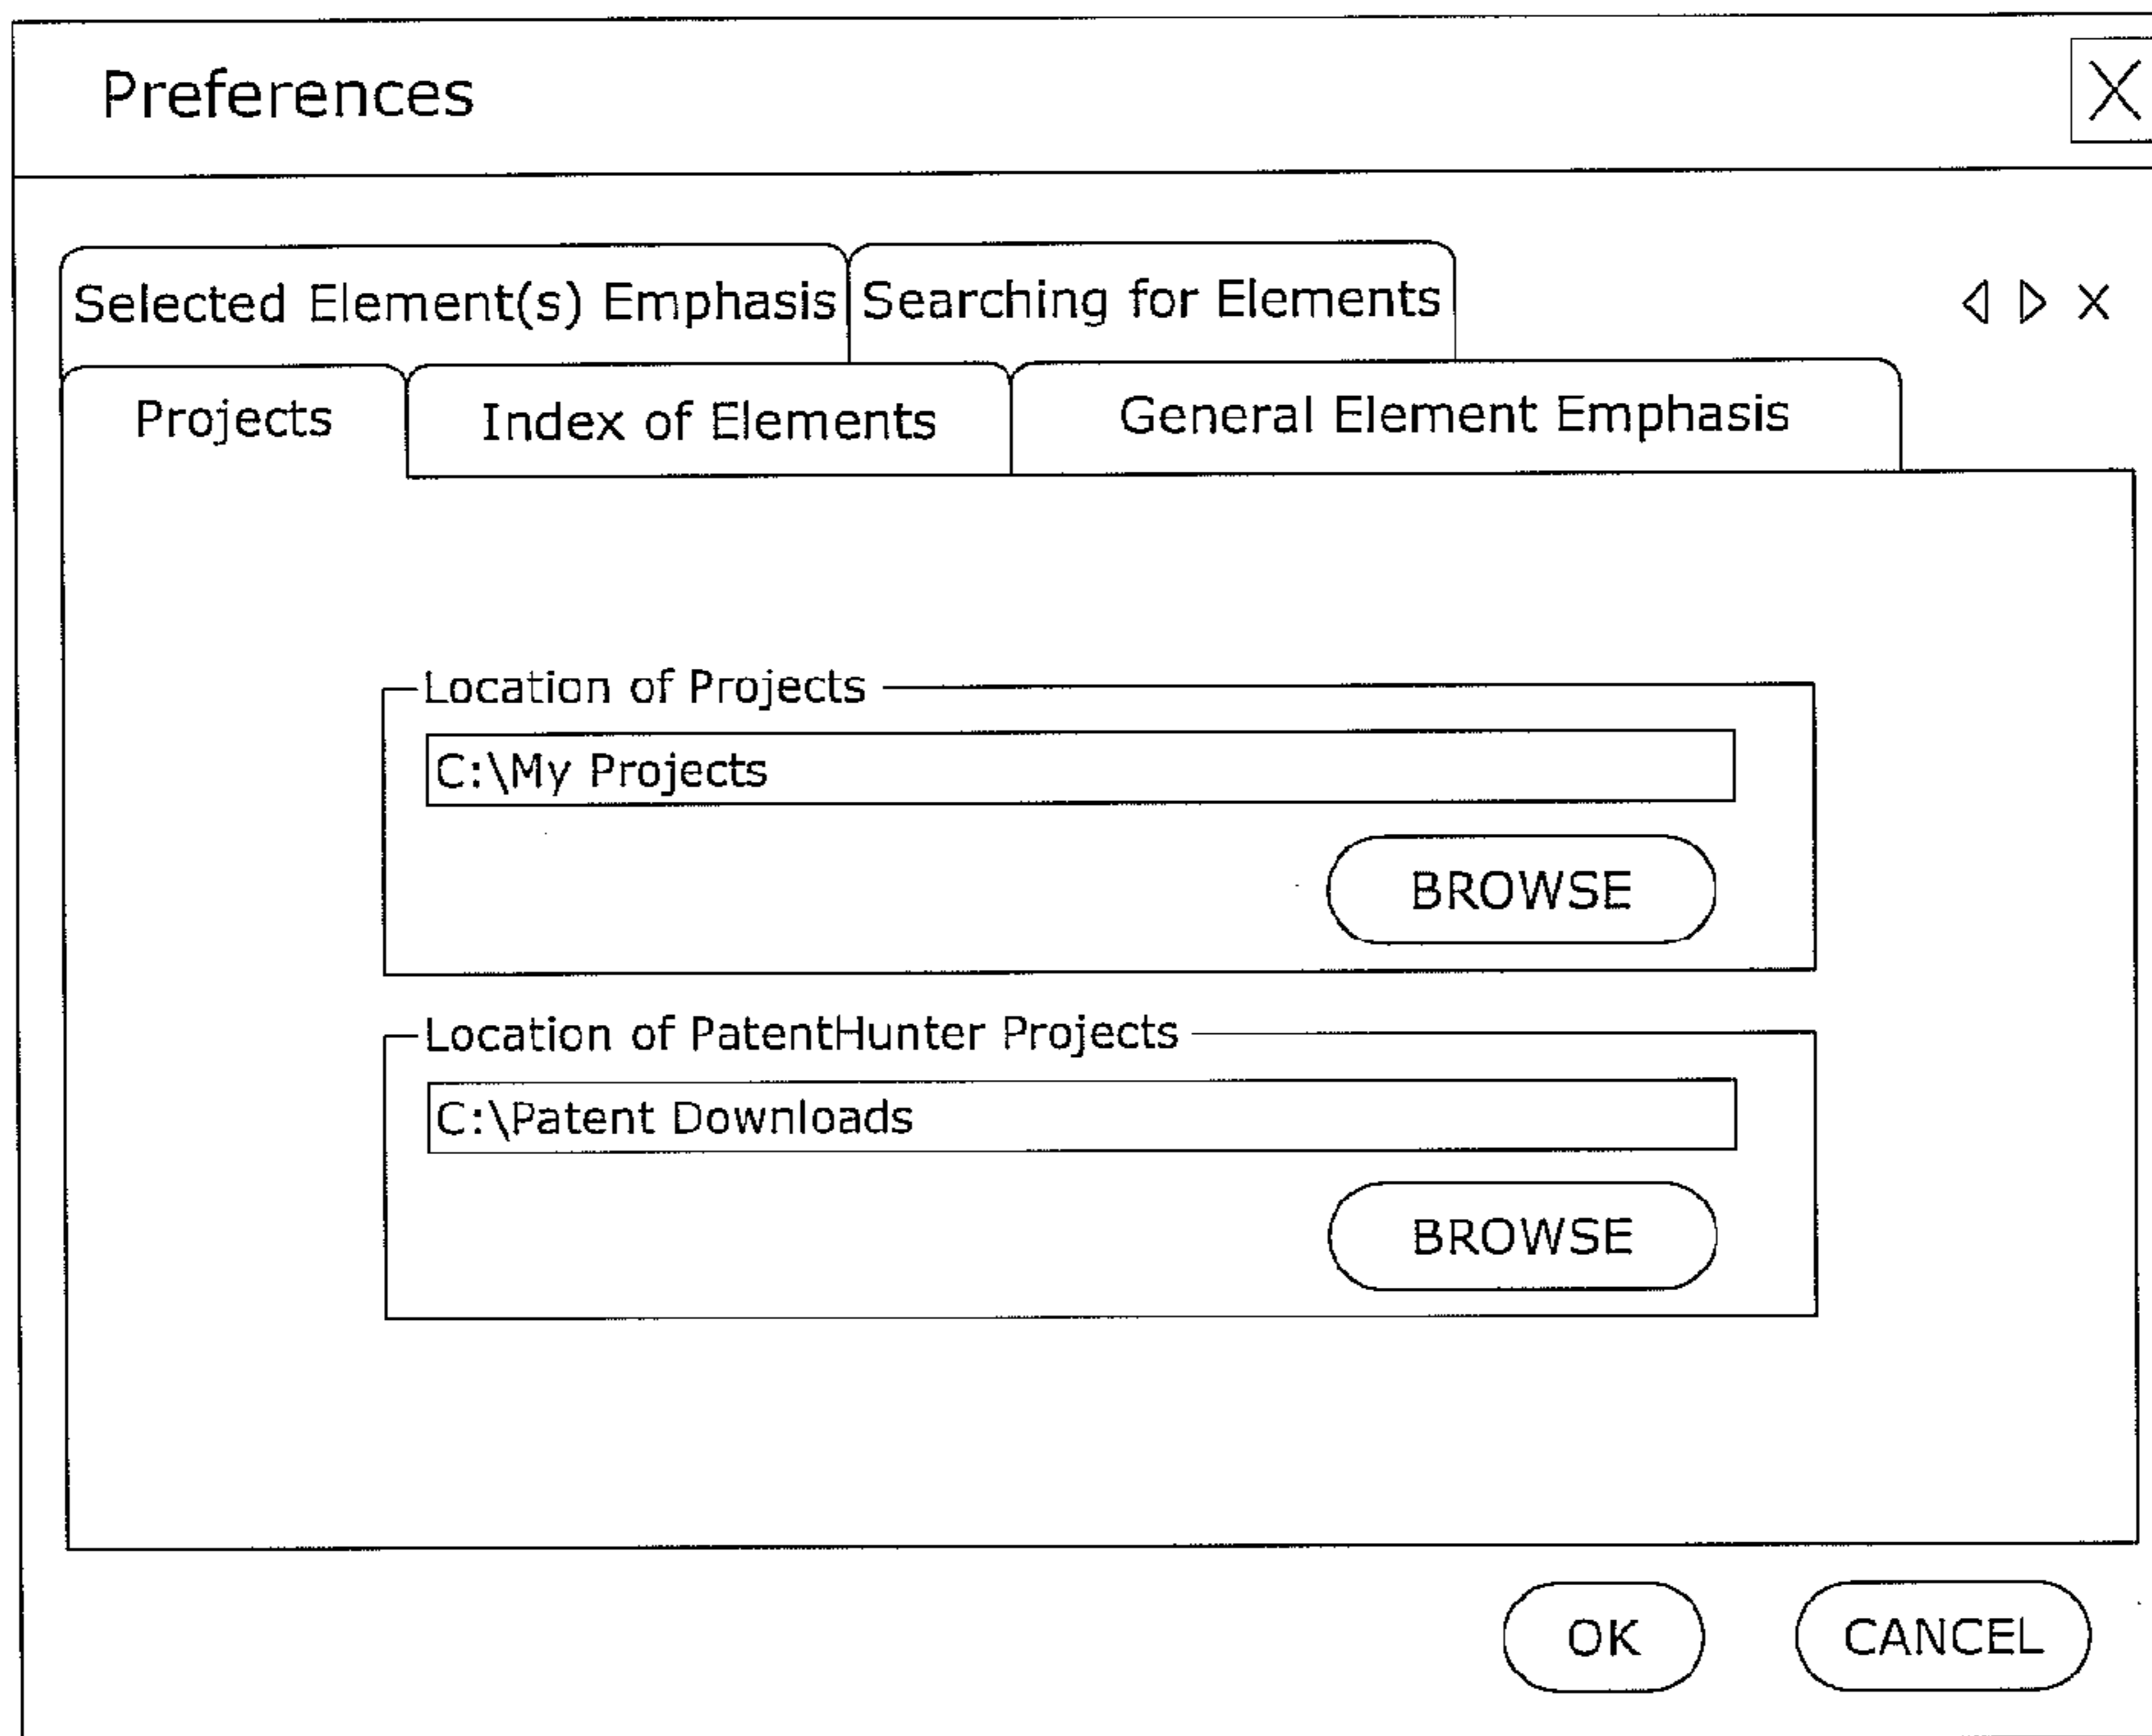 Preferences
Selected Element(s) Emphasis Searching for Elements
Projects Index of Elements General Element Emphasis
Location of Projects
C:\My Projects
BROWSE
Location of PatentHunter Projects
C:\Patent Downloads
BROWSE
OK CANCEL